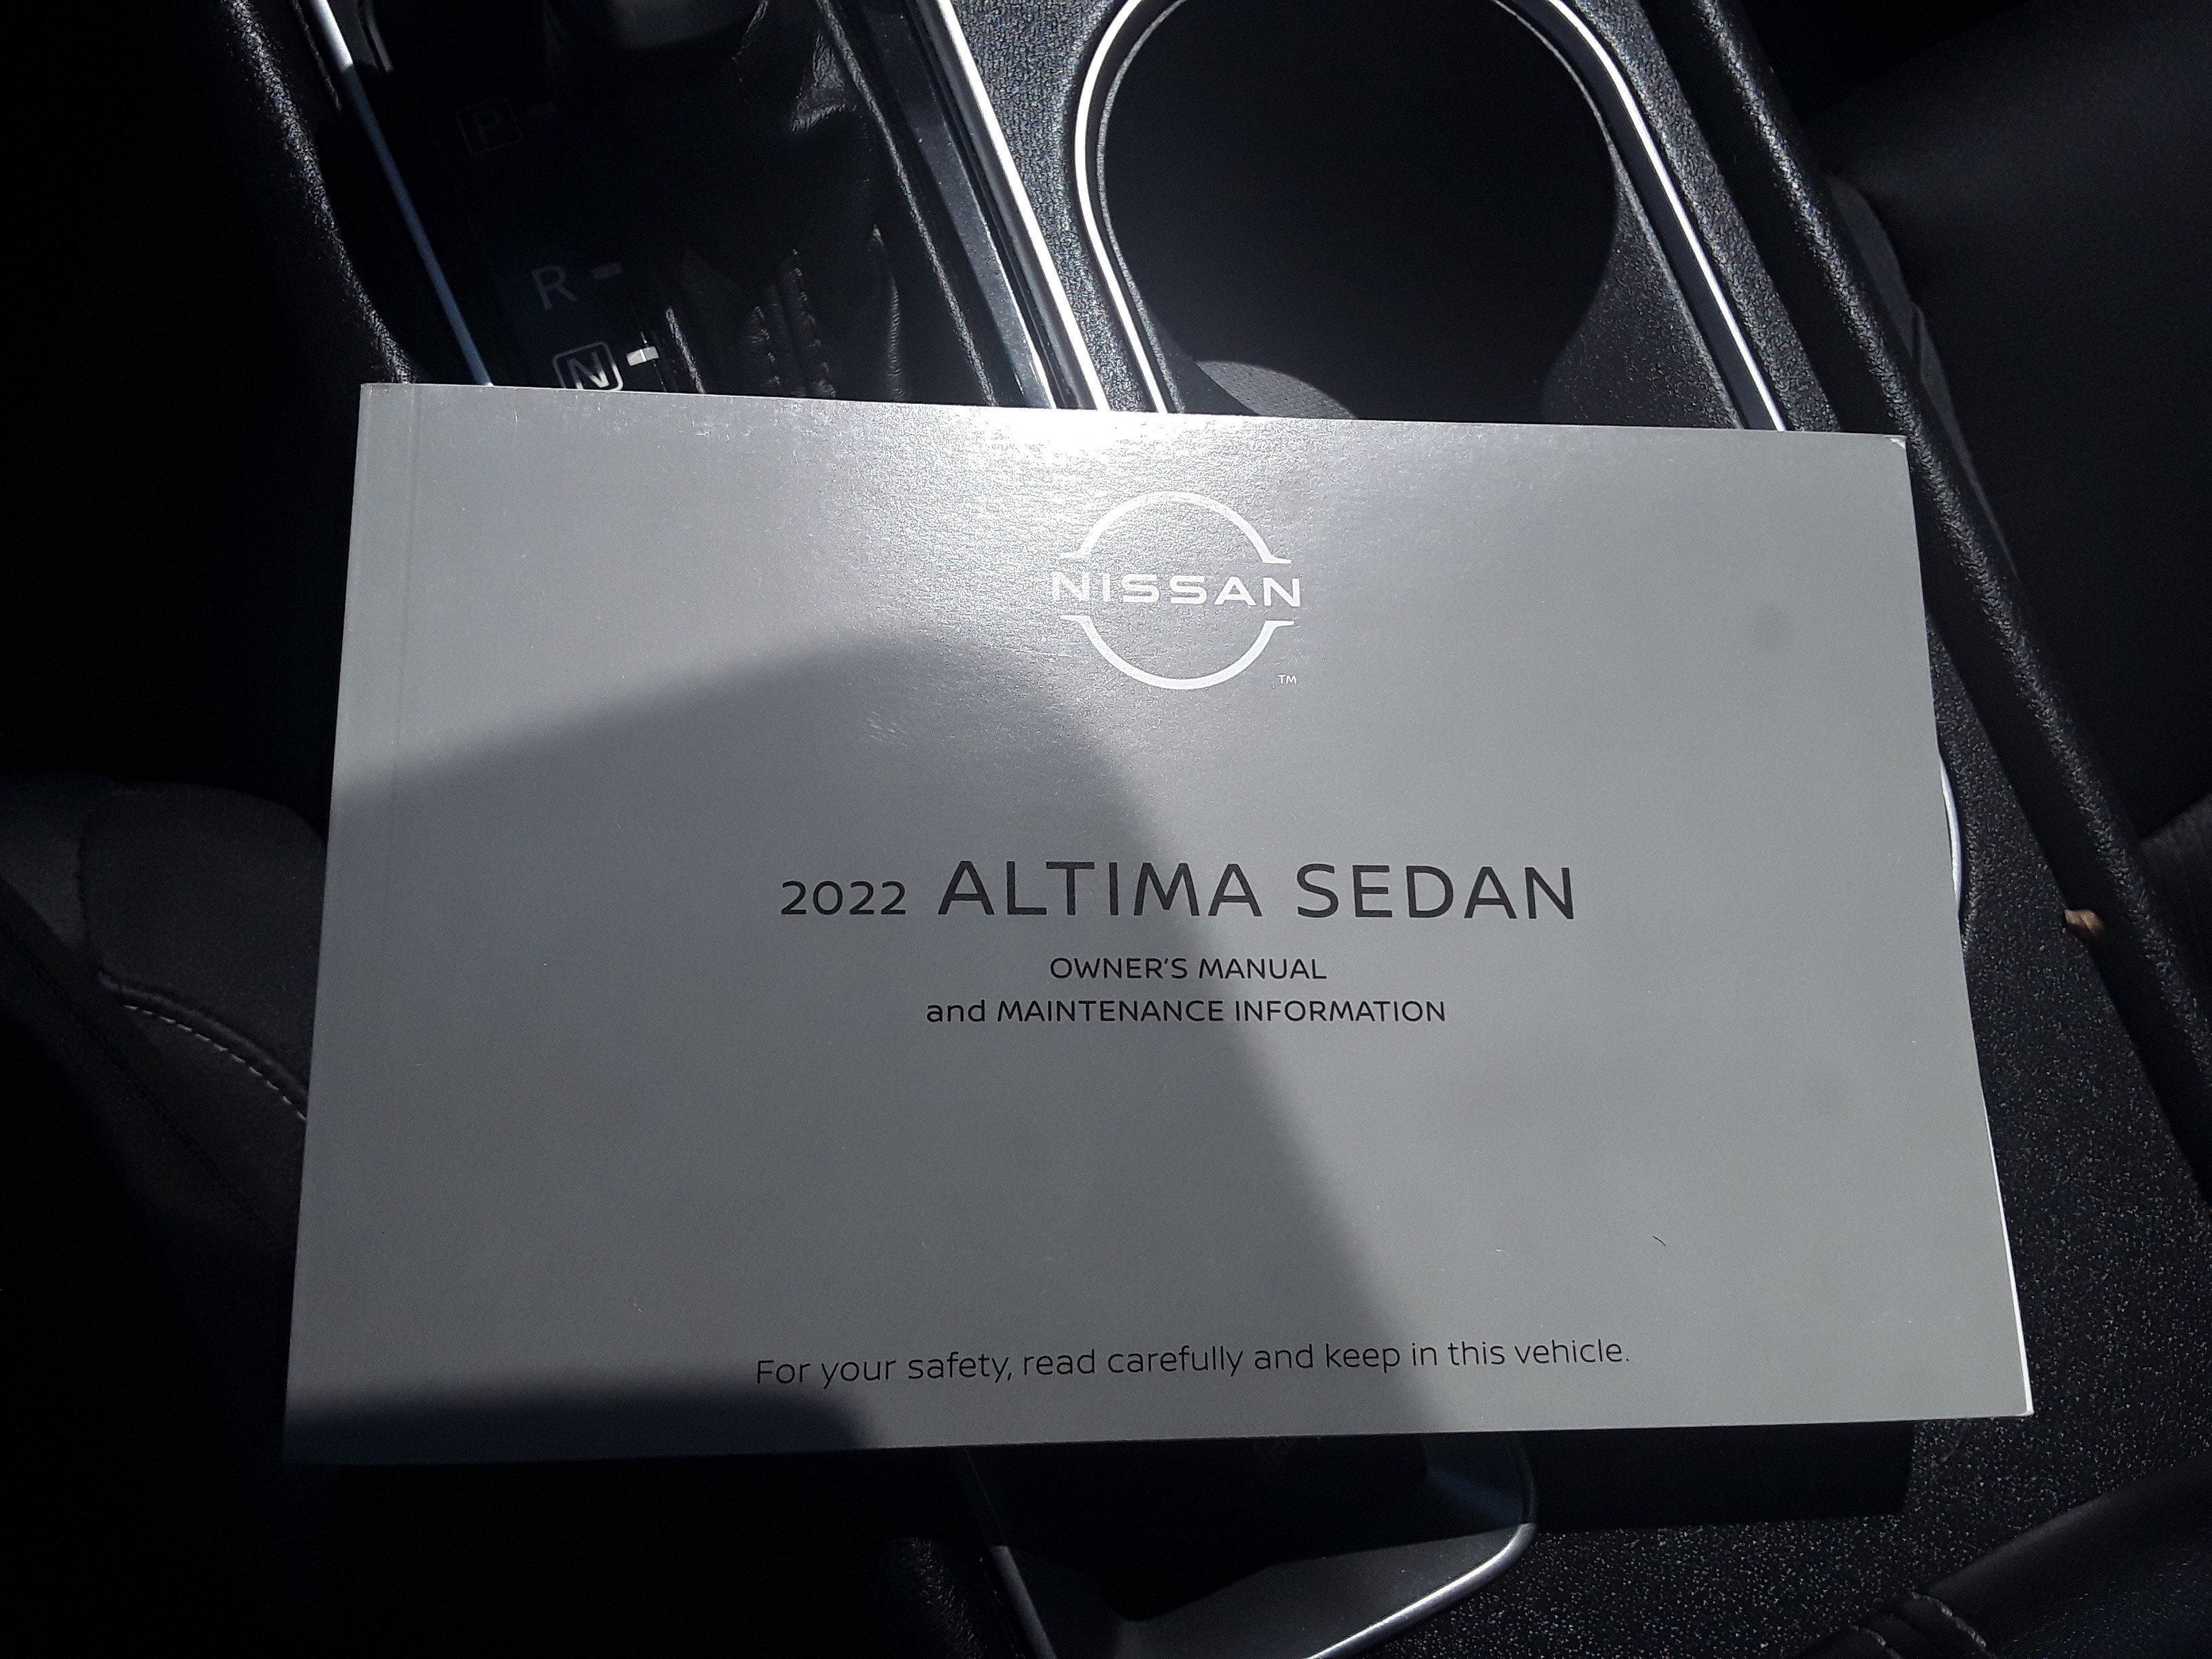 P
R
N
NISSAN
TM
2022 ALTIMA SEDAN
OWNER'S MANUAL
and MAINTENANCE INFORMATION
For your safety, read carefully and keep in this vehicle.